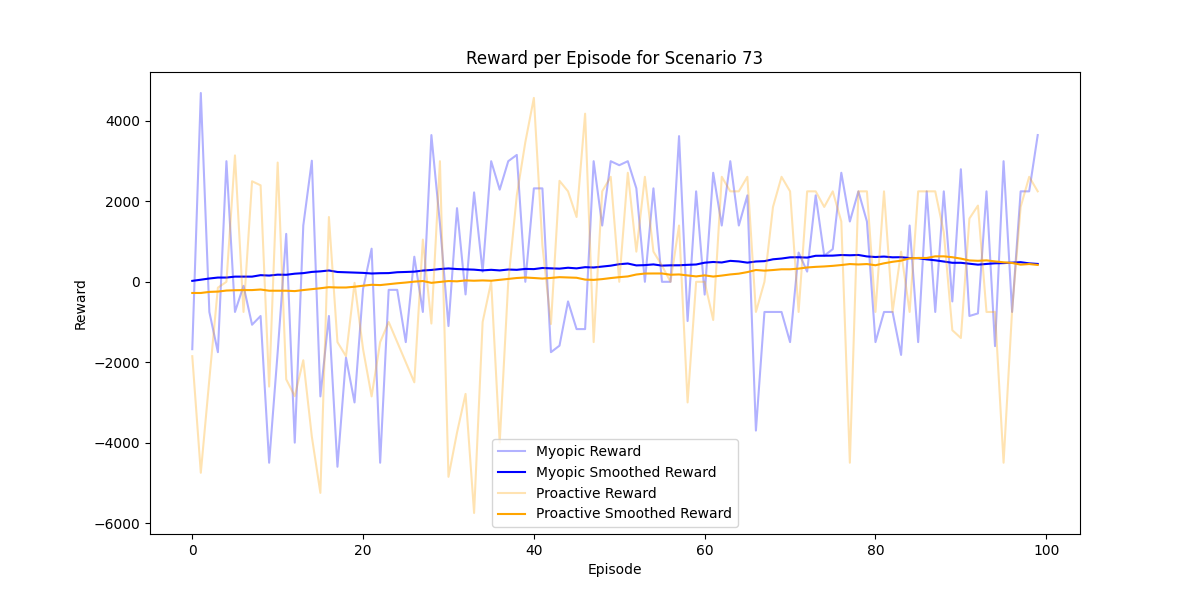 Reward per Episode for Scenario 73
4000
2000
0
−2000
−4000
−6000
Reward
Myopic Reward
Myopic Smoothed Reward
Proactive Reward
Proactive Smoothed Reward
0 20 40 60 80 100
Episode